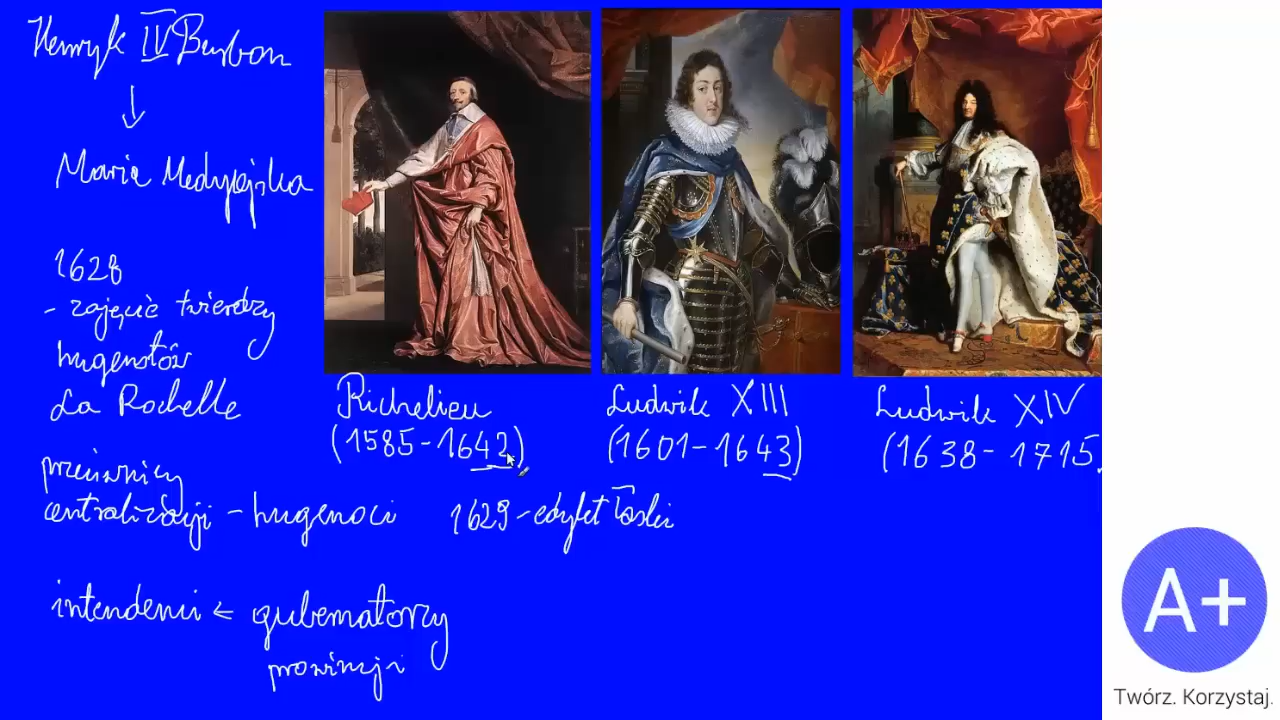 Henryk IV Burbon
↓
Maria Medycejska
1628
- zajęcie twierdzy
hugenotów
La Rochelle
przeciwnicy
centralizacji - hugenoci
1629 - edykt łaski
intendenci < gubernatorzy
prowincji
Richelieu
(1585-1642)
Ludwik XIII
(1601-1643)
Ludwik XIV
(1638-1715)
A+
Twórz. Korzystaj.